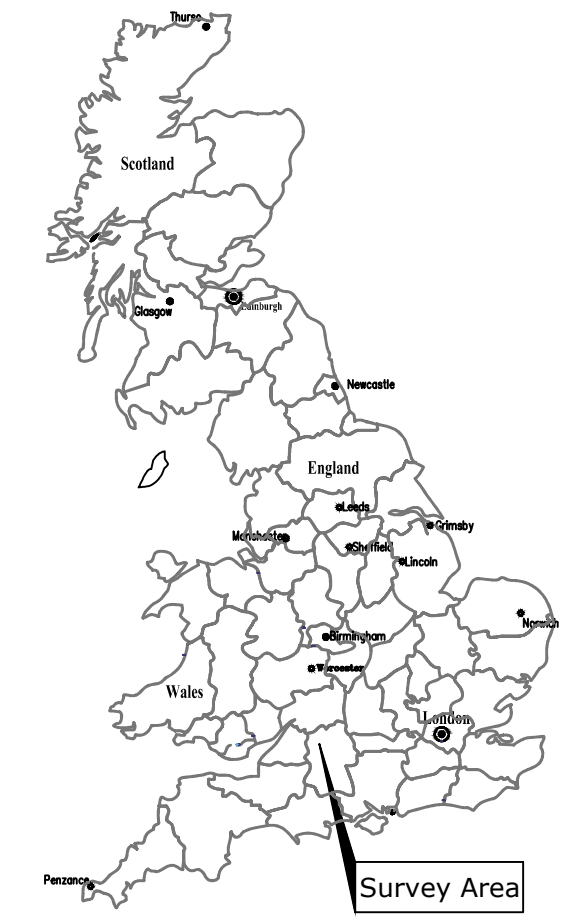 Thurso
Scotland
Edinburgh
Glasgow
Newcastle
England
Leeds
Grimsby
Manchester
Sheffield
Lincoln
Norwich
Birmingham
Worcester
Wales
London
Penzance
Survey Area